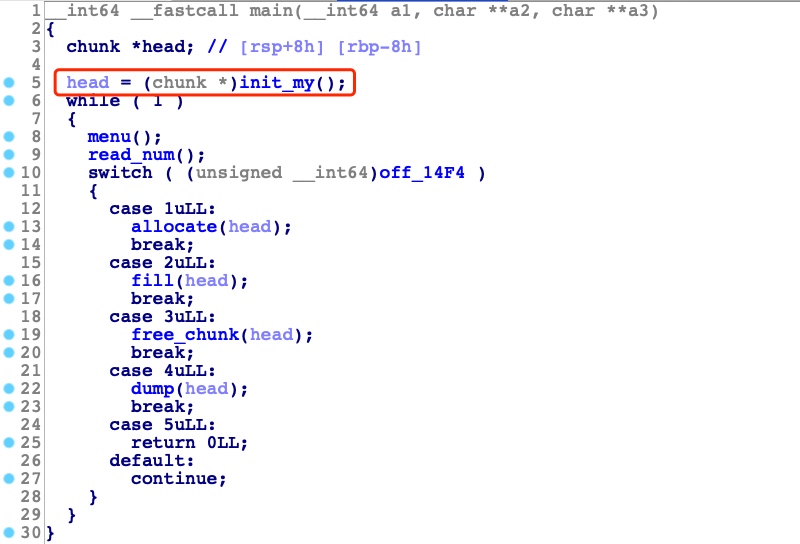 1 __int64 __fastcall main(__int64 a1, char **a2, char **a3)
2 {
3 chunk *head; // [rsp+8h] [rbp-8h]
4
5 head = (chunk *)init_my();
6 while ( 1 )
7 {
8 menu();
9 read_num();
10 switch ( (unsigned __int64)off_14F4 )
11 {
12 case 1uLL:
13 allocate(head);
14 break;
15 case 2uLL:
16 fill(head);
17 break;
18 case 3uLL:
19 free_chunk(head);
20 break;
21 case 4uLL:
22 dump(head);
23 break;
24 case 5uLL:
25 return 0LL;
26 default:
27 continue;
28 }
29 }
30 }